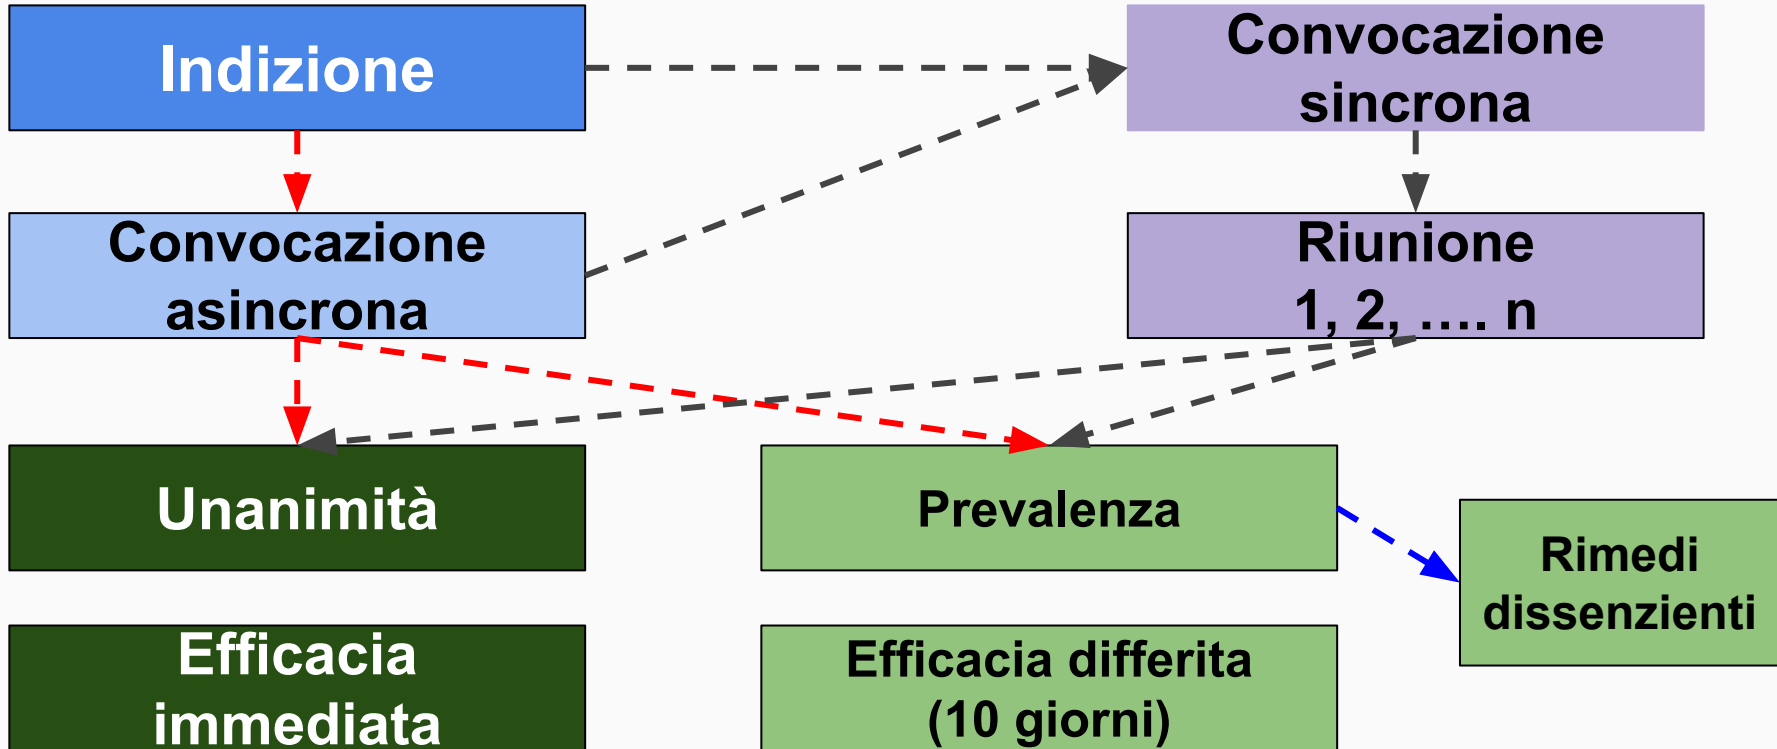 Indizione
Convocazione
sincrona
Convocazione
asincrona
Riunione
1, 2, .... n
Unanimità
Prevalenza
Rimedi
dissenzienti
Efficacia
immediata
Efficacia differita
(10 giorni)